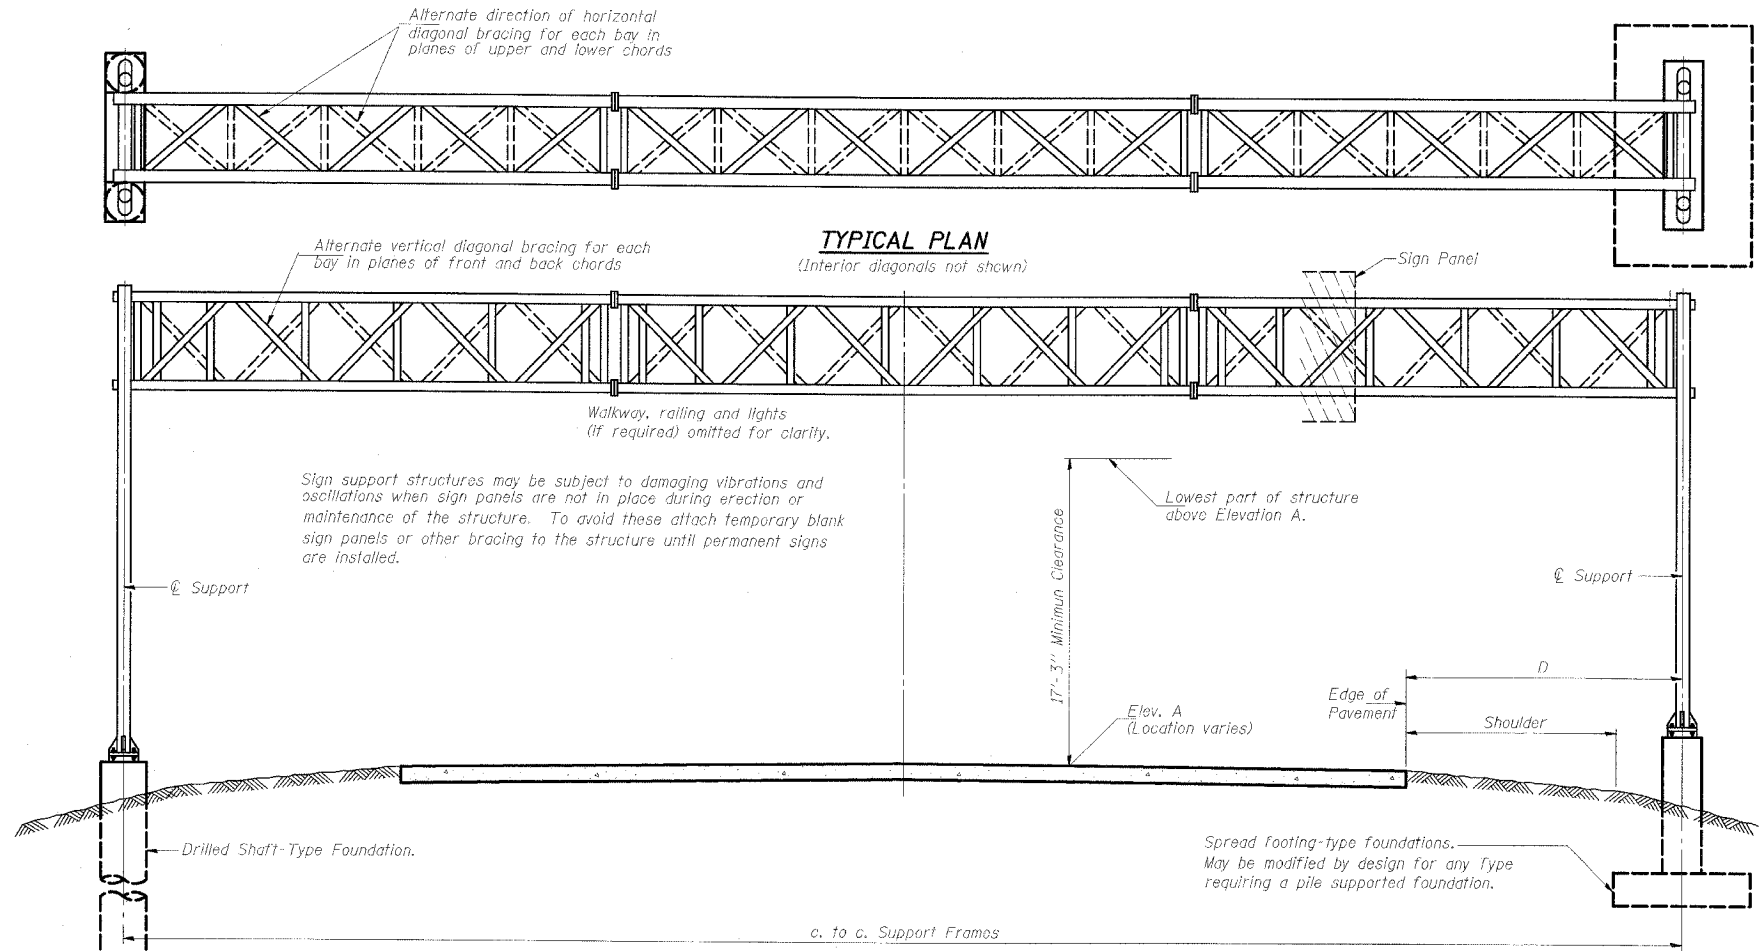 Alternate direction of horizontal
diagonal bracing for each bay in
planes of upper and lower chords
TYPICAL PLAN
(Interior diagonals not shown)
Alternate vertical diagonal bracing for each
bay in planes of front and back chords
Sign Panel
Walkway, railing and lights
(if required) omitted for clarity.
Sign support structures may be subject to damaging vibrations and
oscillations when sign panels are not in place during erection or
maintenance of the structure. To avoid these attach temporary blank
sign panels or other bracing to the structure until permanent signs
are installed.
Lowest part of structure
above Elevation A.
17'-3" Minimun Clearance
℄ Support
℄ Support
D
Edge of
Pavement
Shoulder
Elev. A
(Location varies)
Drilled Shaft-Type Foundation.
Spread footing-type foundations.
May be modified by design for any Type
requiring a pile supported foundation.
c. to c. Support Frames